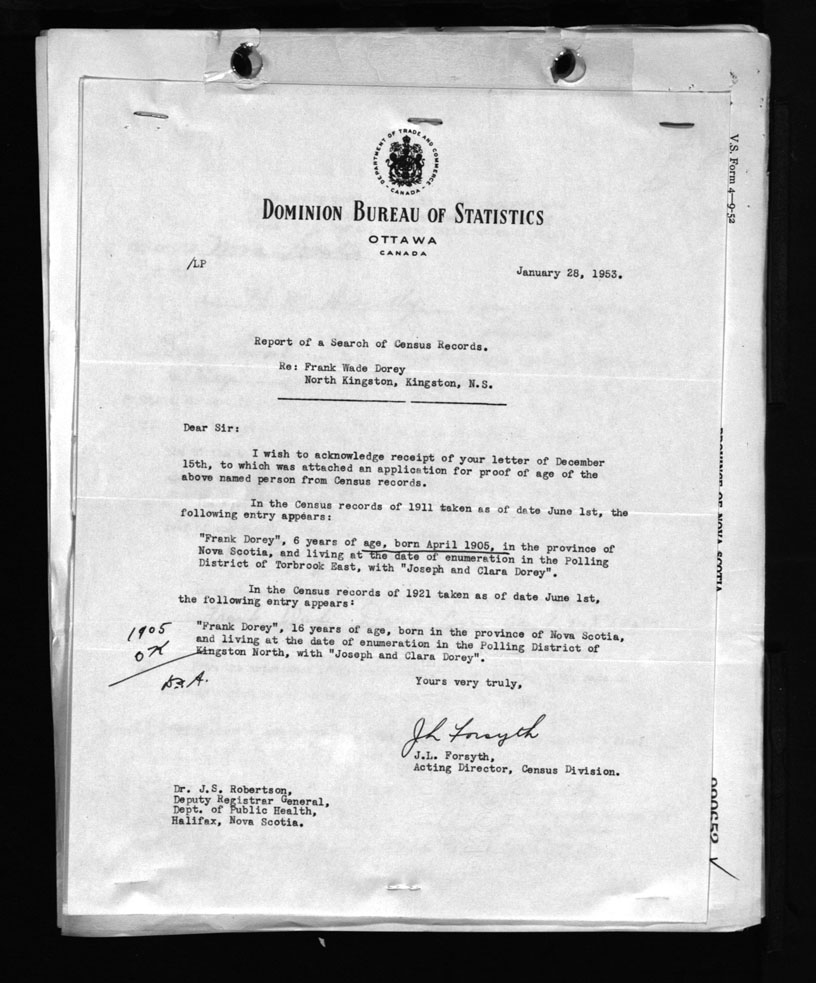 DEPARTMENT OF TRADE AND COMMERCE
CANADA
DOMINION BUREAU OF STATISTICS
OTTAWA
CANADA
/LP
January 28, 1953.
Report of a Search of Census Records.
Re: Frank Wade Dorey
North Kingston, Kingston, N.S.
Dear Sir:
I wish to acknowledge receipt of your letter of December
15th, to which was attached an application for proof of age of the
above named person from Census records.
In the Census records of 1911 taken as of date June 1st, the
following entry appears:
"Frank Dorey", 6 years of age, born April 1905, in the province of
Nova Scotia, and living at the date of enumeration in the Polling
District of Torbrook East, with "Joseph and Clara Dorey".
In the Census records of 1921 taken as of date June 1st,
the following entry appears:
"Frank Dorey", 16 years of age, born in the province of Nova Scotia,
and living at the date of enumeration in the Polling District of
Kingston North, with "Joseph and Clara Dorey".
1905
OK
Yours very truly,
JL Forsyth
J.L. Forsyth,
Acting Director, Census Division.
Dr. J.S. Robertson,
Deputy Registrar General,
Dept. of Public Health,
Halifax, Nova Scotia.
V.S. Form 4—9-52